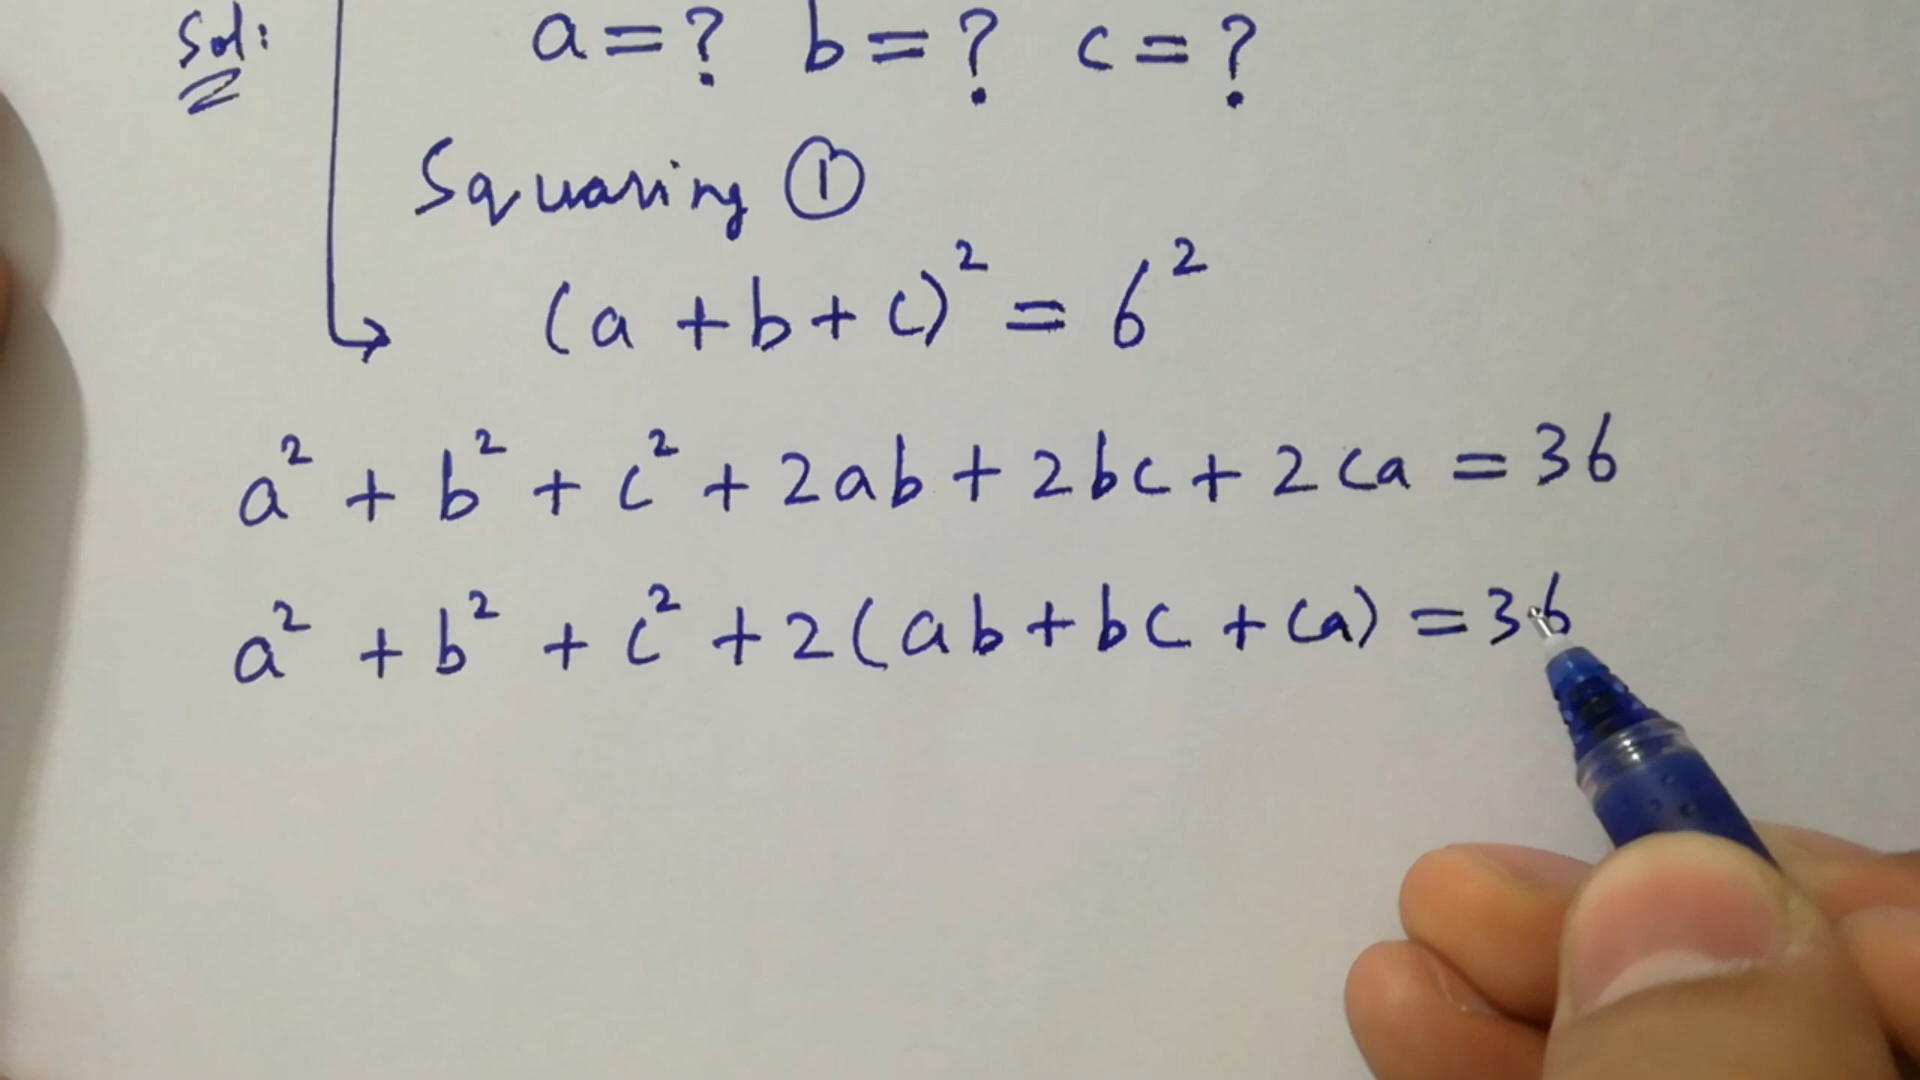 Sol: a = ? b = ? c = ?
Squaring ①
(a + b + c)² = 6²
a² + b² + c² + 2ab + 2bc + 2ca = 36
a² + b² + c² + 2(ab + bc + ca) = 36